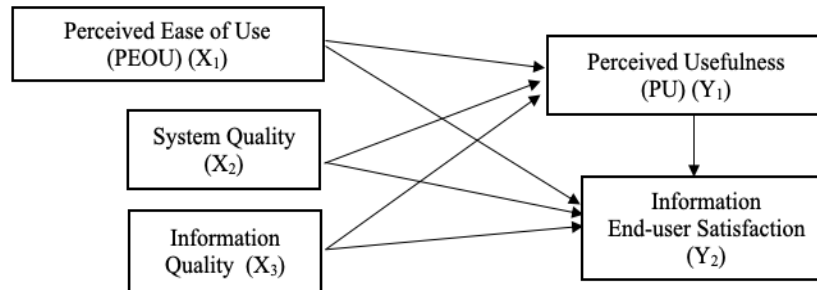 Perceived Ease of Use
(PEOU) (X₁)
Perceived Usefulness
(PU) (Y₁)
System Quality
(X₂)
Information
End-user Satisfaction
(Y₂)
Information
Quality (X₃)